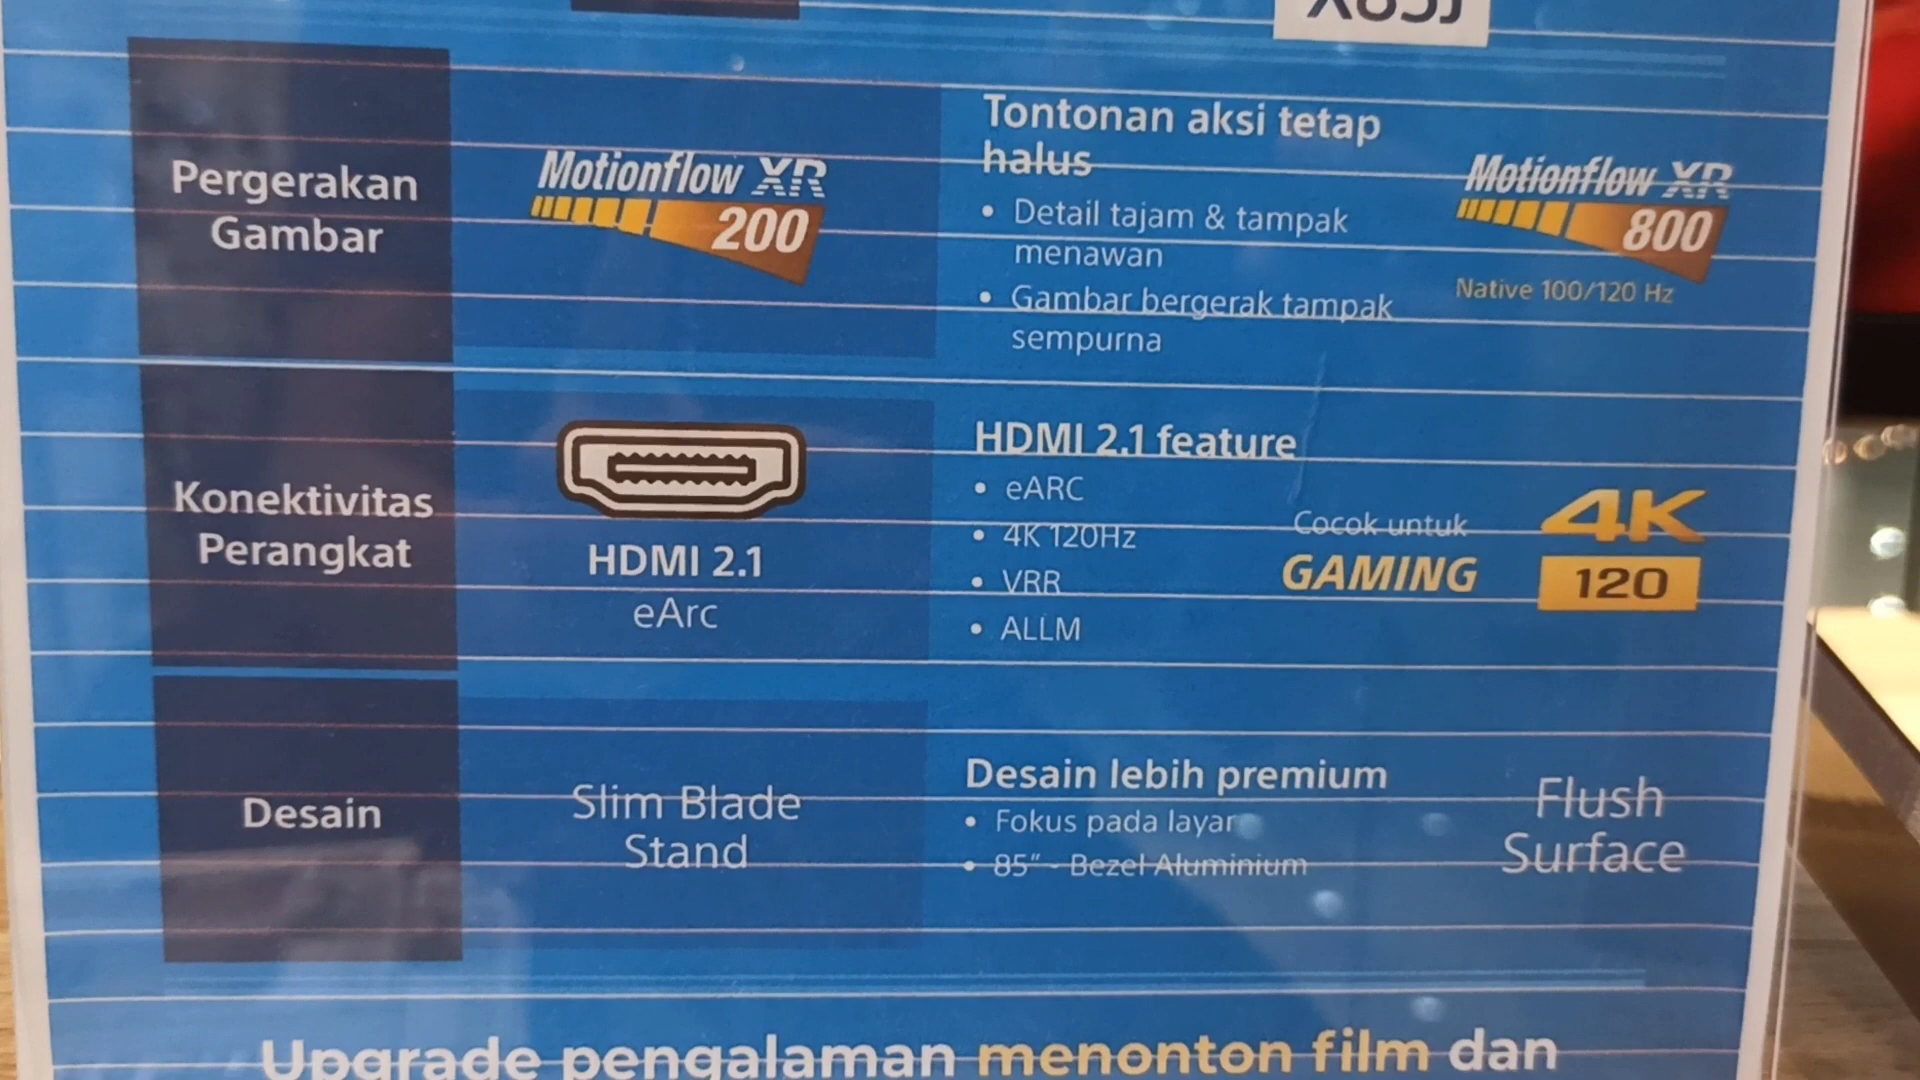 X85J
Pergerakan
Gambar
Motionflow XR
200
Tontonan aksi tetap
halus
• Detail tajam & tampak
menawan
• Gambar bergerak tampak
sempurna
Motionflow XR
800
Native 100/120 Hz
Konektivitas
Perangkat
HDMI 2.1
eArc
HDMI 2.1 feature
• eARC
• 4K 120Hz
• VRR
• ALLM
Cocok untuk
GAMING
4K
120
Desain
Slim Blade
Stand
Desain lebih premium
• Fokus pada layar
• 85" - Bezel Aluminium
Flush
Surface
Upgrade pengalaman menonton film dan